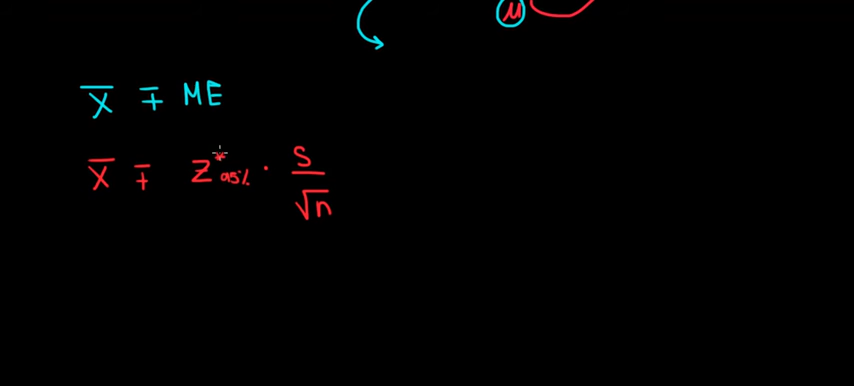 μ
X̄ ∓ ME
X̄ ∓ Z*95% · s/√n